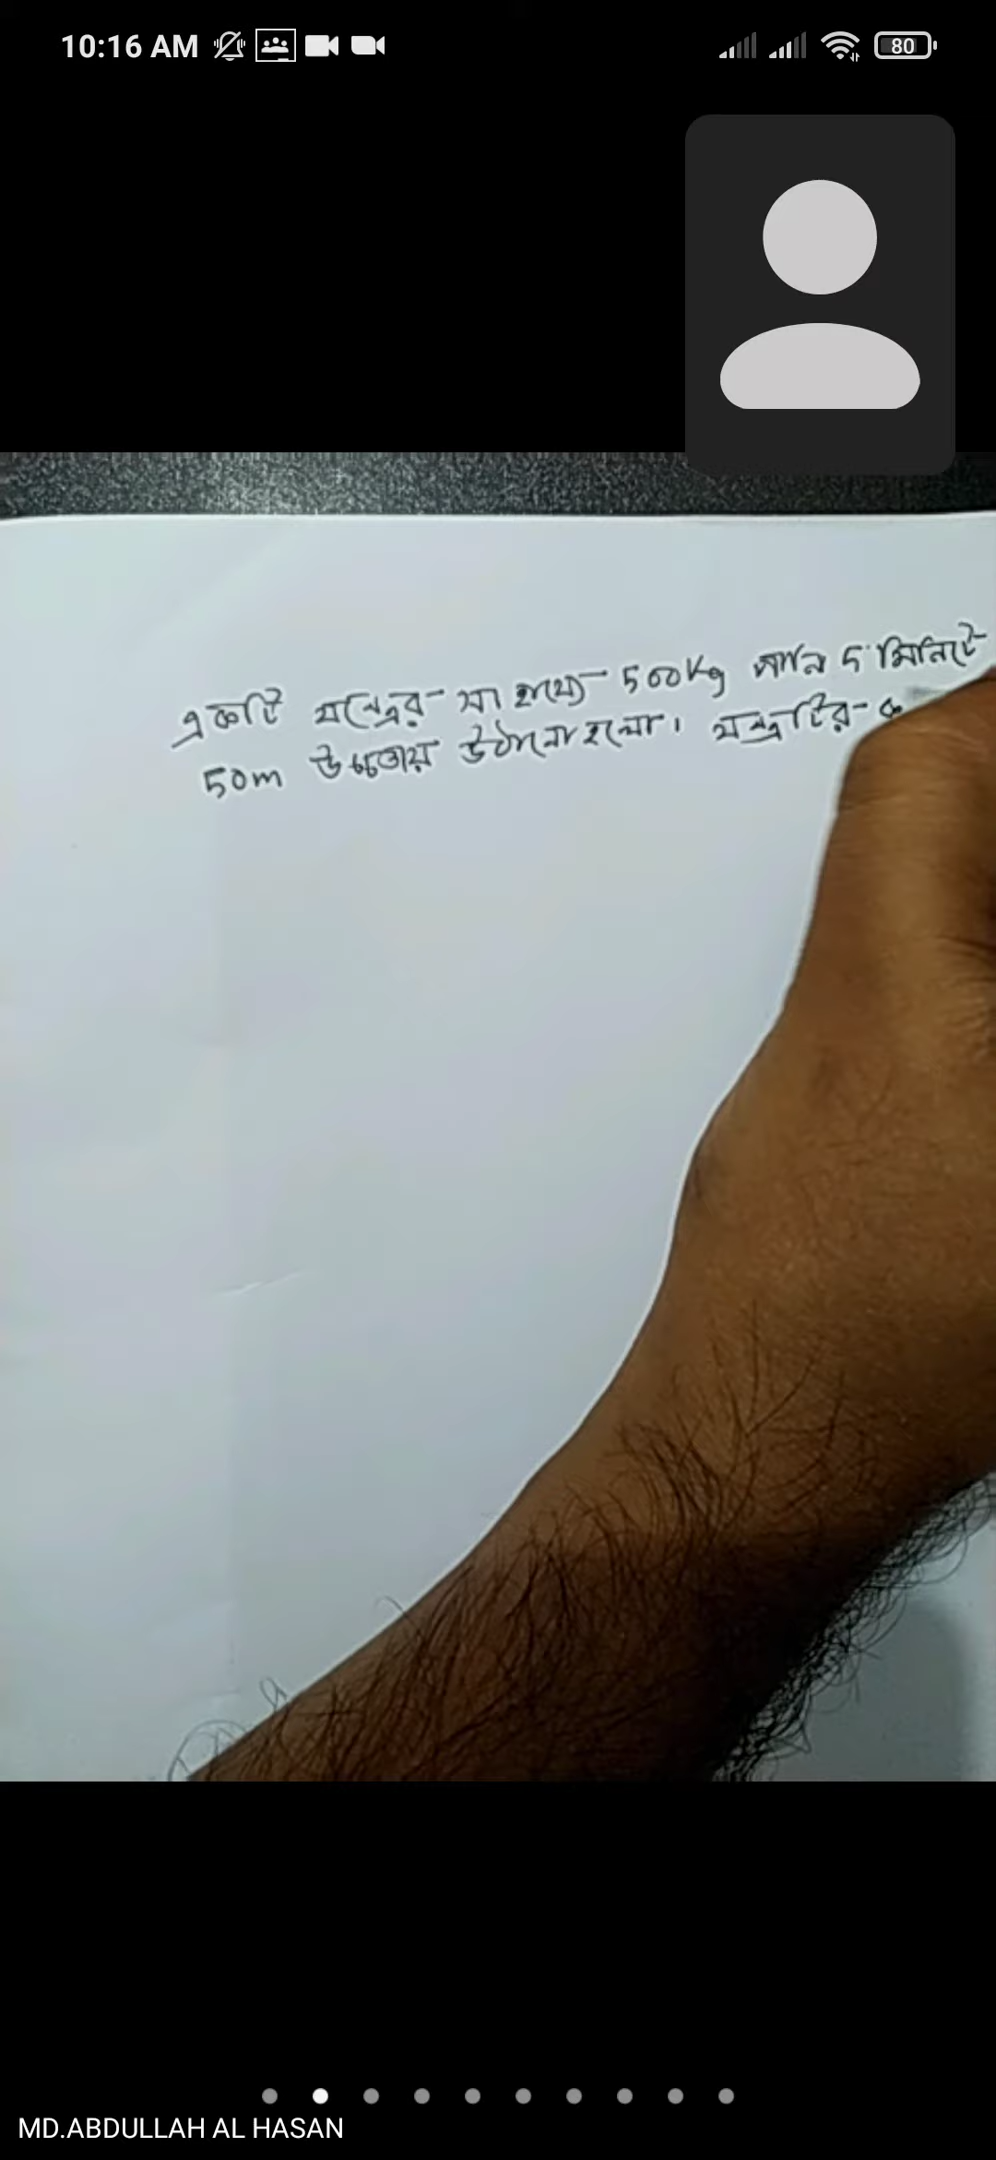 10:16 AM
80
একটি যন্ত্রের সাহায্যে 500kg পানি 5 মিনিটে
50m উচ্চতায় উঠানো হলো। যন্ত্রটির
MD.ABDULLAH AL HASAN